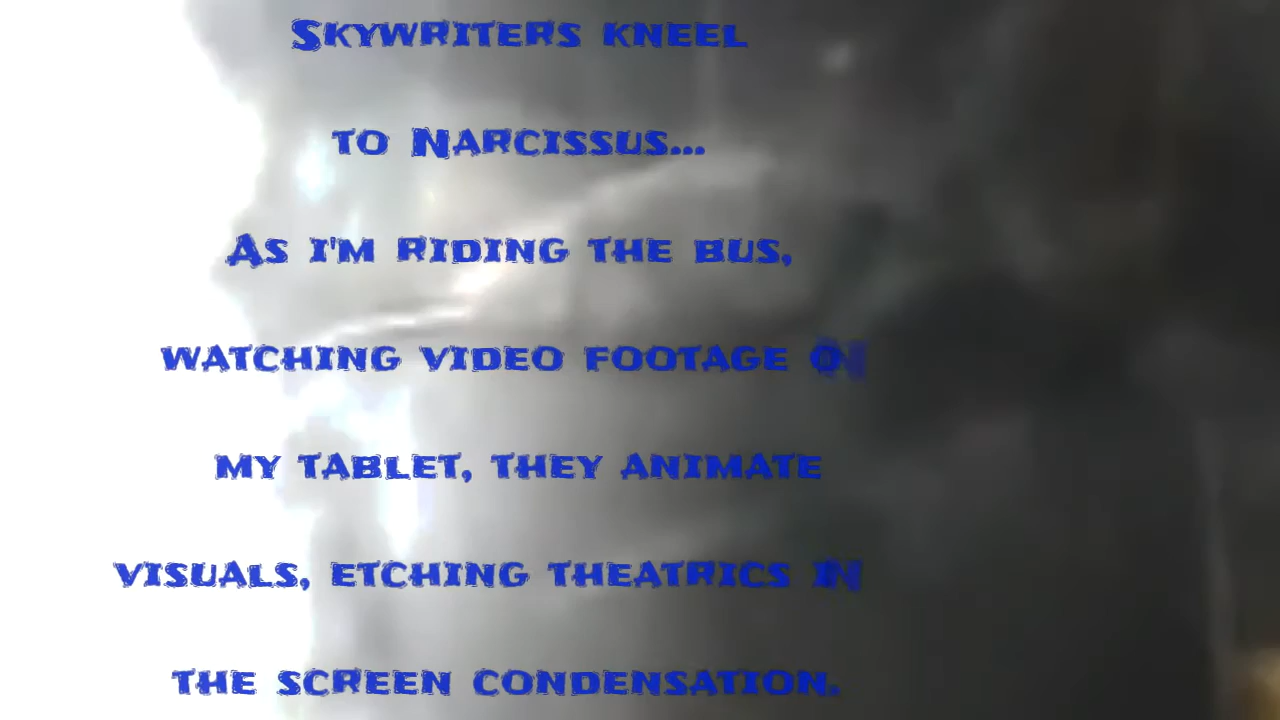 Skywriters kneel
to Narcissus...
As i'm riding the bus,
watching video footage on
my tablet, they animate
visuals, etching theatrics in
the screen condensation.